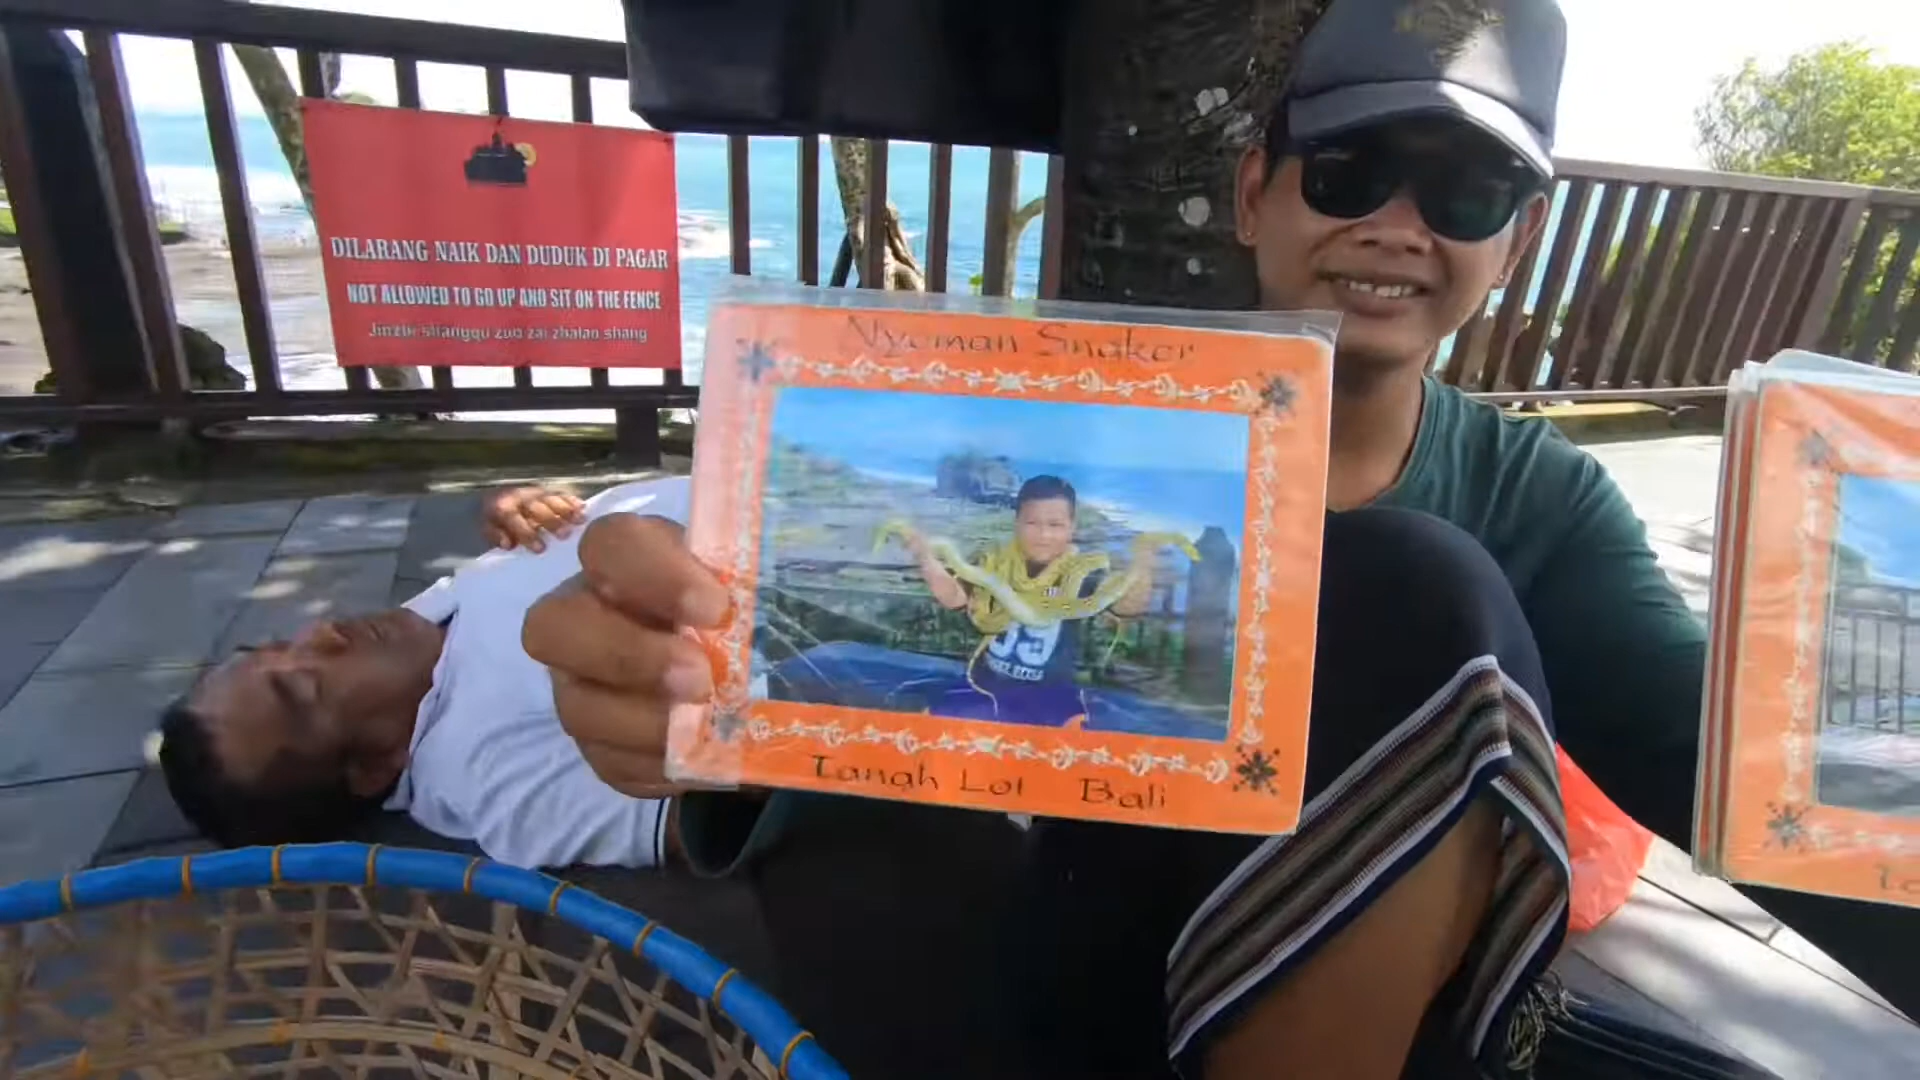 DILARANG NAIK DAN DUDUK DI PAGAR
NOT ALLOWED TO GO UP AND SIT ON THE FENCE
Jinzhi shanggu zuo zai zhalan shang
Nyoman Snaker
Tanah Lot Bali